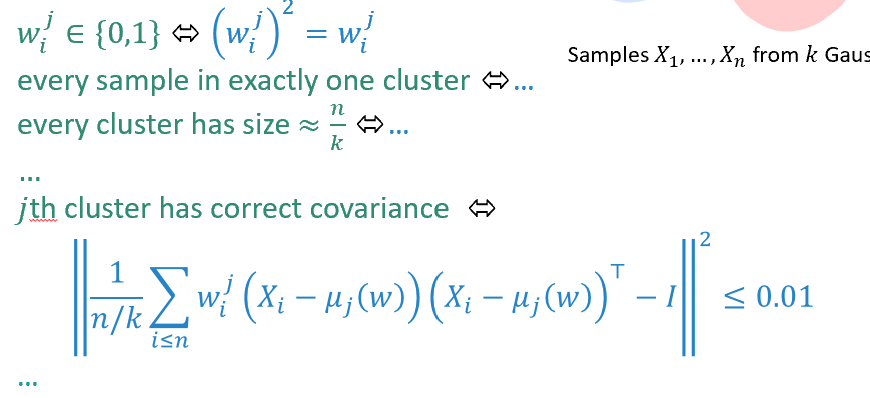 w_i^j ∈ {0,1} ⇔ (w_i^j)^2 = w_i^j
Samples X_1, …, X_n from k Gaus
every sample in exactly one cluster ⇔ …
every cluster has size ≈ n/k ⇔ …
…
jth cluster has correct covariance ⇔
‖ 1/(n/k) ∑_{i≤n} w_i^j (X_i − μ_j(w)) (X_i − μ_j(w))^⊤ − I ‖^2 ≤ 0.01
…